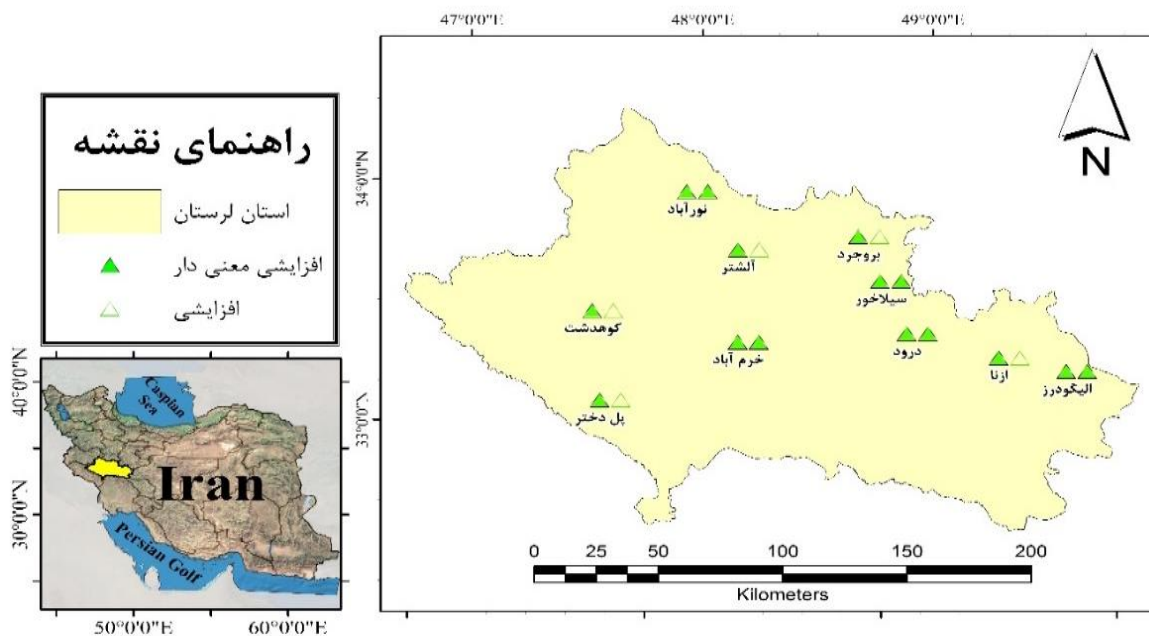 47°0'0"E 48°0'0"E 49°0'0"E
34°0'0"N
33°0'0"N
N
راهنمای نقشه
استان لرستان
افزایشی معنی دار
افزایشی
نورآباد
آلشتر
بروجرد
سیلاخور
کوهدشت
خرم آباد
درود
ازنا
الیگودرز
پل دختر
0 25 50 100 150 200
Kilometers
40°0'0"N
30°0'0"N
Caspian
Sea
Iran
Persian Golf
50°0'0"E 60°0'0"E